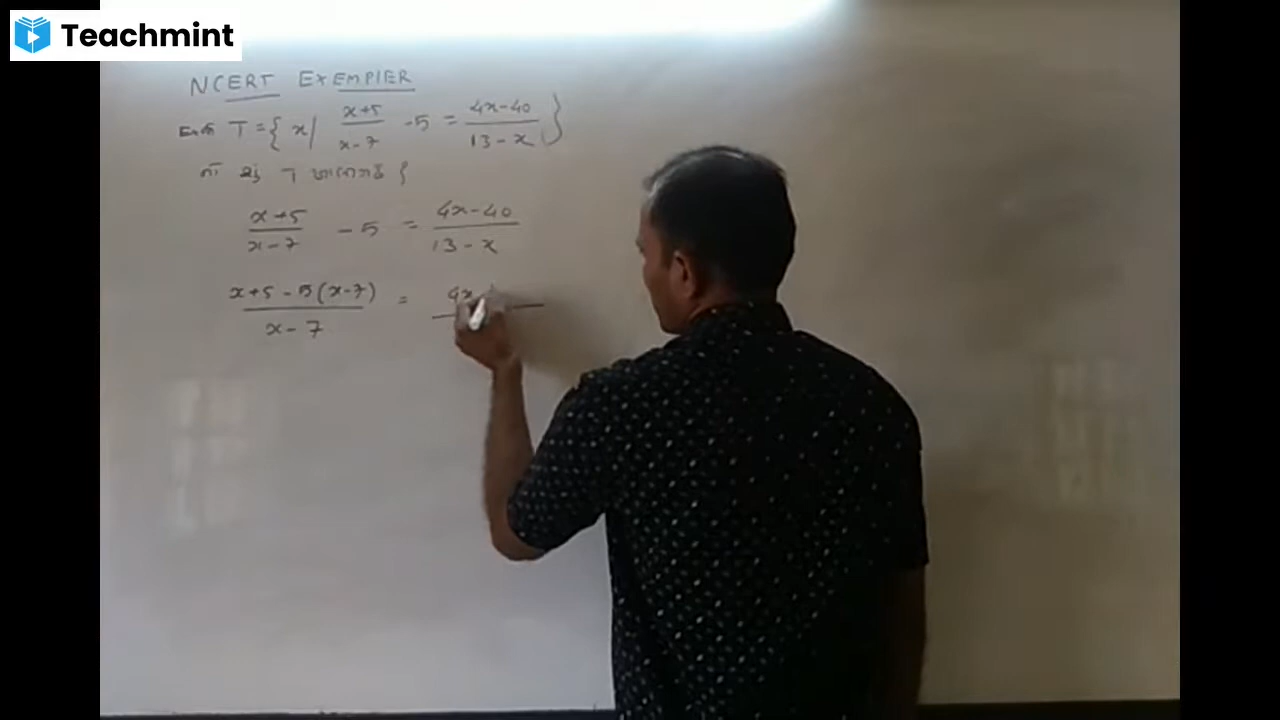 Teachmint
NCERT EXEMPlER
T = { x | x+5 / x-7 - 5 = 4x-40 / 13-x }
T
x+5 / x-7 - 5 = 4x-40 / 13-x
x+5-5(x-7) / x-7 = 4x